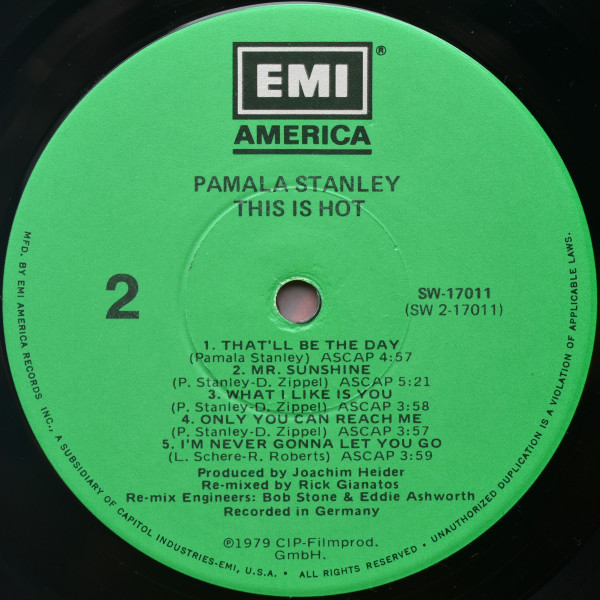 EMI®
AMERICA
PAMALA STANLEY
THIS IS HOT
2
SW-17011
(SW 2-17011)
1. THAT'LL BE THE DAY
(Pamala Stanley) ASCAP 4:57
2. MR. SUNSHINE
(P. Stanley-D. Zippel) ASCAP 5:21
3. WHAT I LIKE IS YOU
(P. Stanley-D. Zippel) ASCAP 3:58
4. ONLY YOU CAN REACH ME
(P. Stanley-D. Zippel) ASCAP 3:57
5. I'M NEVER GONNA LET YOU GO
(L. Schere-R. Roberts) ASCAP 3:59
Produced by Joachim Heider
Re-mixed by Rick Gianatos
Re-mix Engineers: Bob Stone & Eddie Ashworth
Recorded in Germany
℗1979 CIP-Filmprod.
GmbH.
MFD. BY EMI AMERICA RECORDS INC., A SUBSIDIARY OF CAPITOL INDUSTRIES-EMI, U.S.A. • ALL RIGHTS RESERVED • UNAUTHORIZED DUPLICATION IS A VIOLATION OF APPLICABLE LAWS.